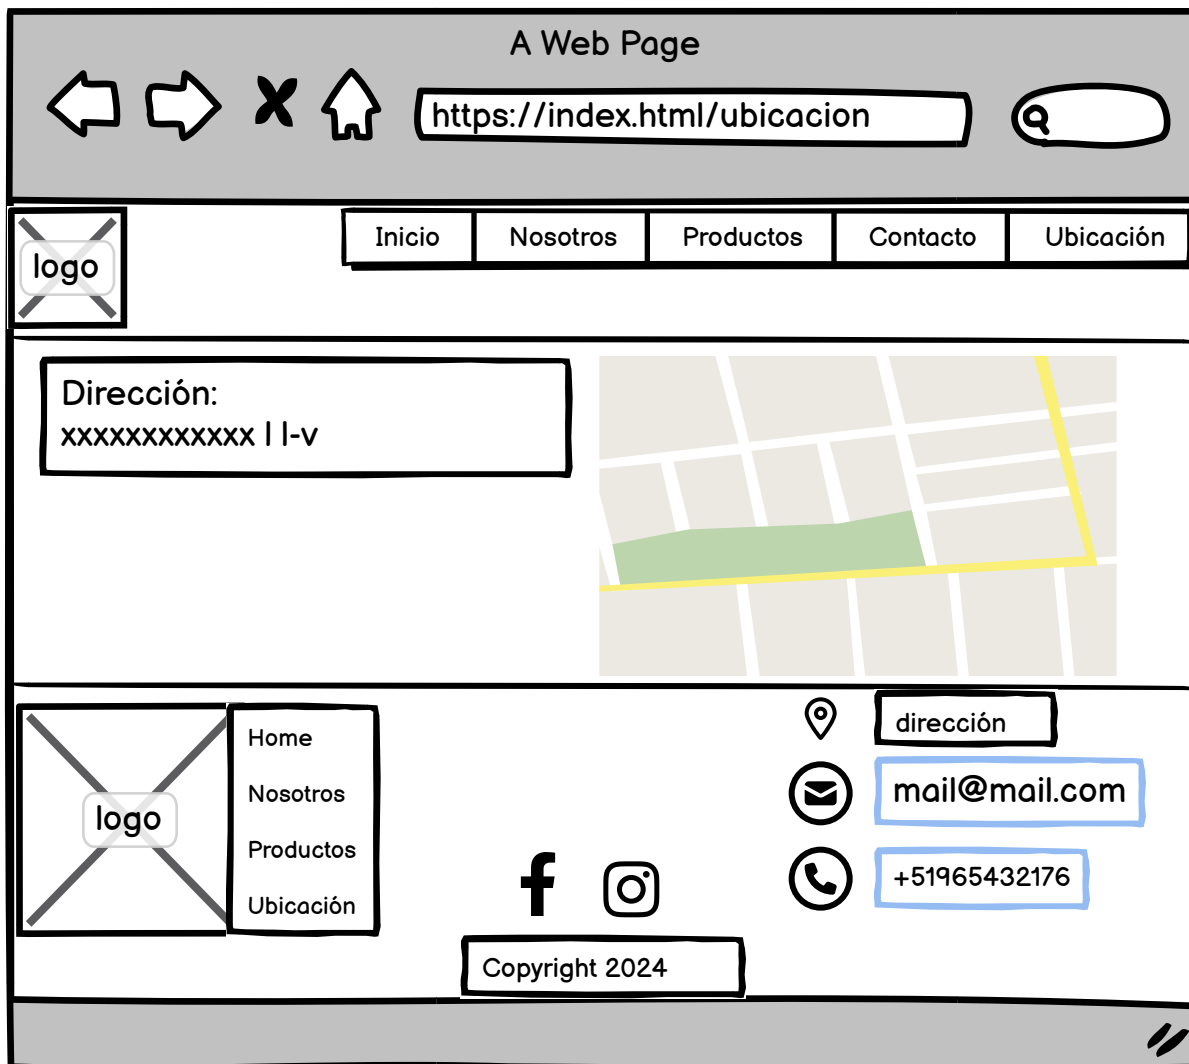 A Web Page
https://index.html/ubicacion
logo
Inicio
Nosotros
Productos
Contacto
Ubicación
Dirección:
xxxxxxxxxxxx l l-v
logo
Home
Nosotros
Productos
Ubicación
dirección
mail@mail.com
+51965432176
Copyright 2024